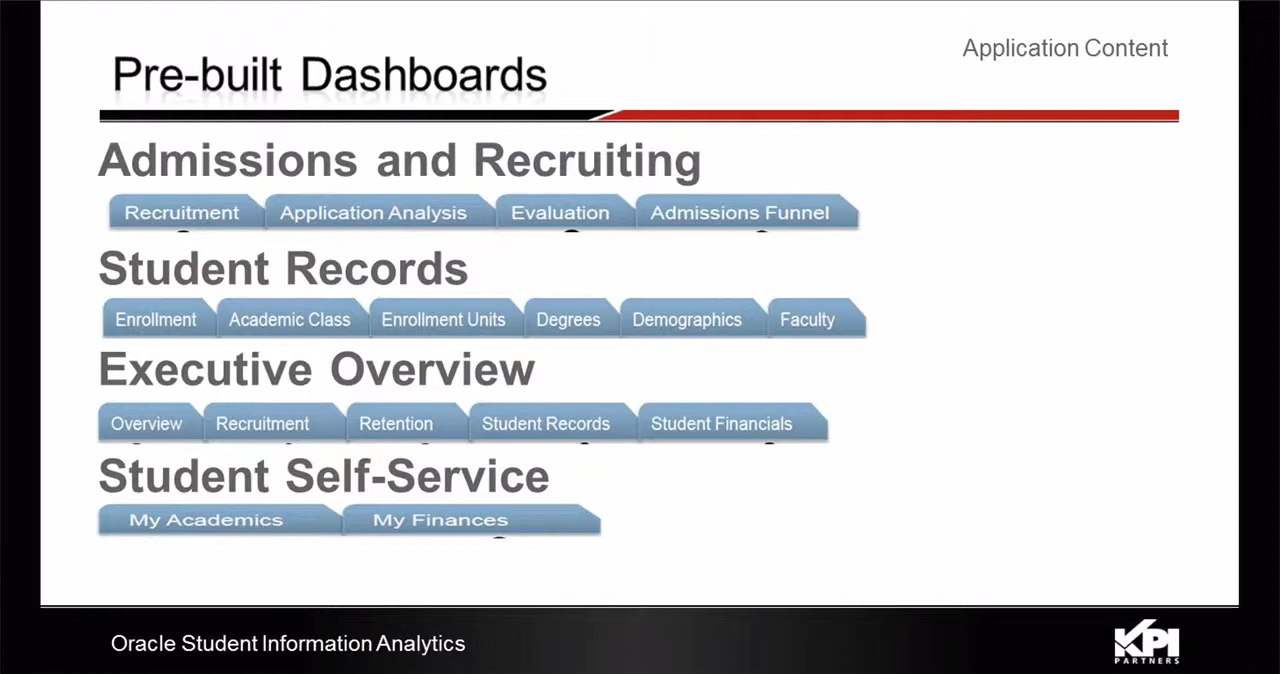 Application Content
Pre-built Dashboards
Admissions and Recruiting
Recruitment Application Analysis Evaluation Admissions Funnel
Student Records
Enrollment Academic Class Enrollment Units Degrees Demographics Faculty
Executive Overview
Overview Recruitment Retention Student Records Student Financials
Student Self-Service
My Academics My Finances
Oracle Student Information Analytics
KPI
PARTNERS